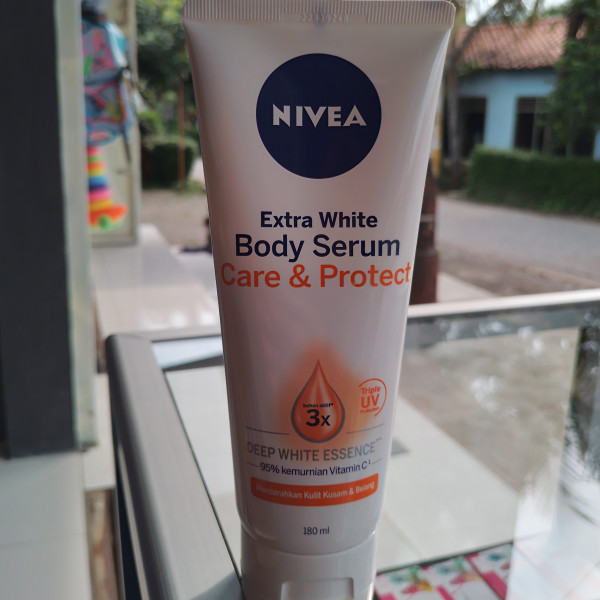 NIVEA
Extra White
Body Serum
Care & Protect
3x
Triple
UV
DEEP WHITE ESSENCE
95% kemurnian Vitamin C
Mencerahkan Kulit Kusam & Belang
180 ml